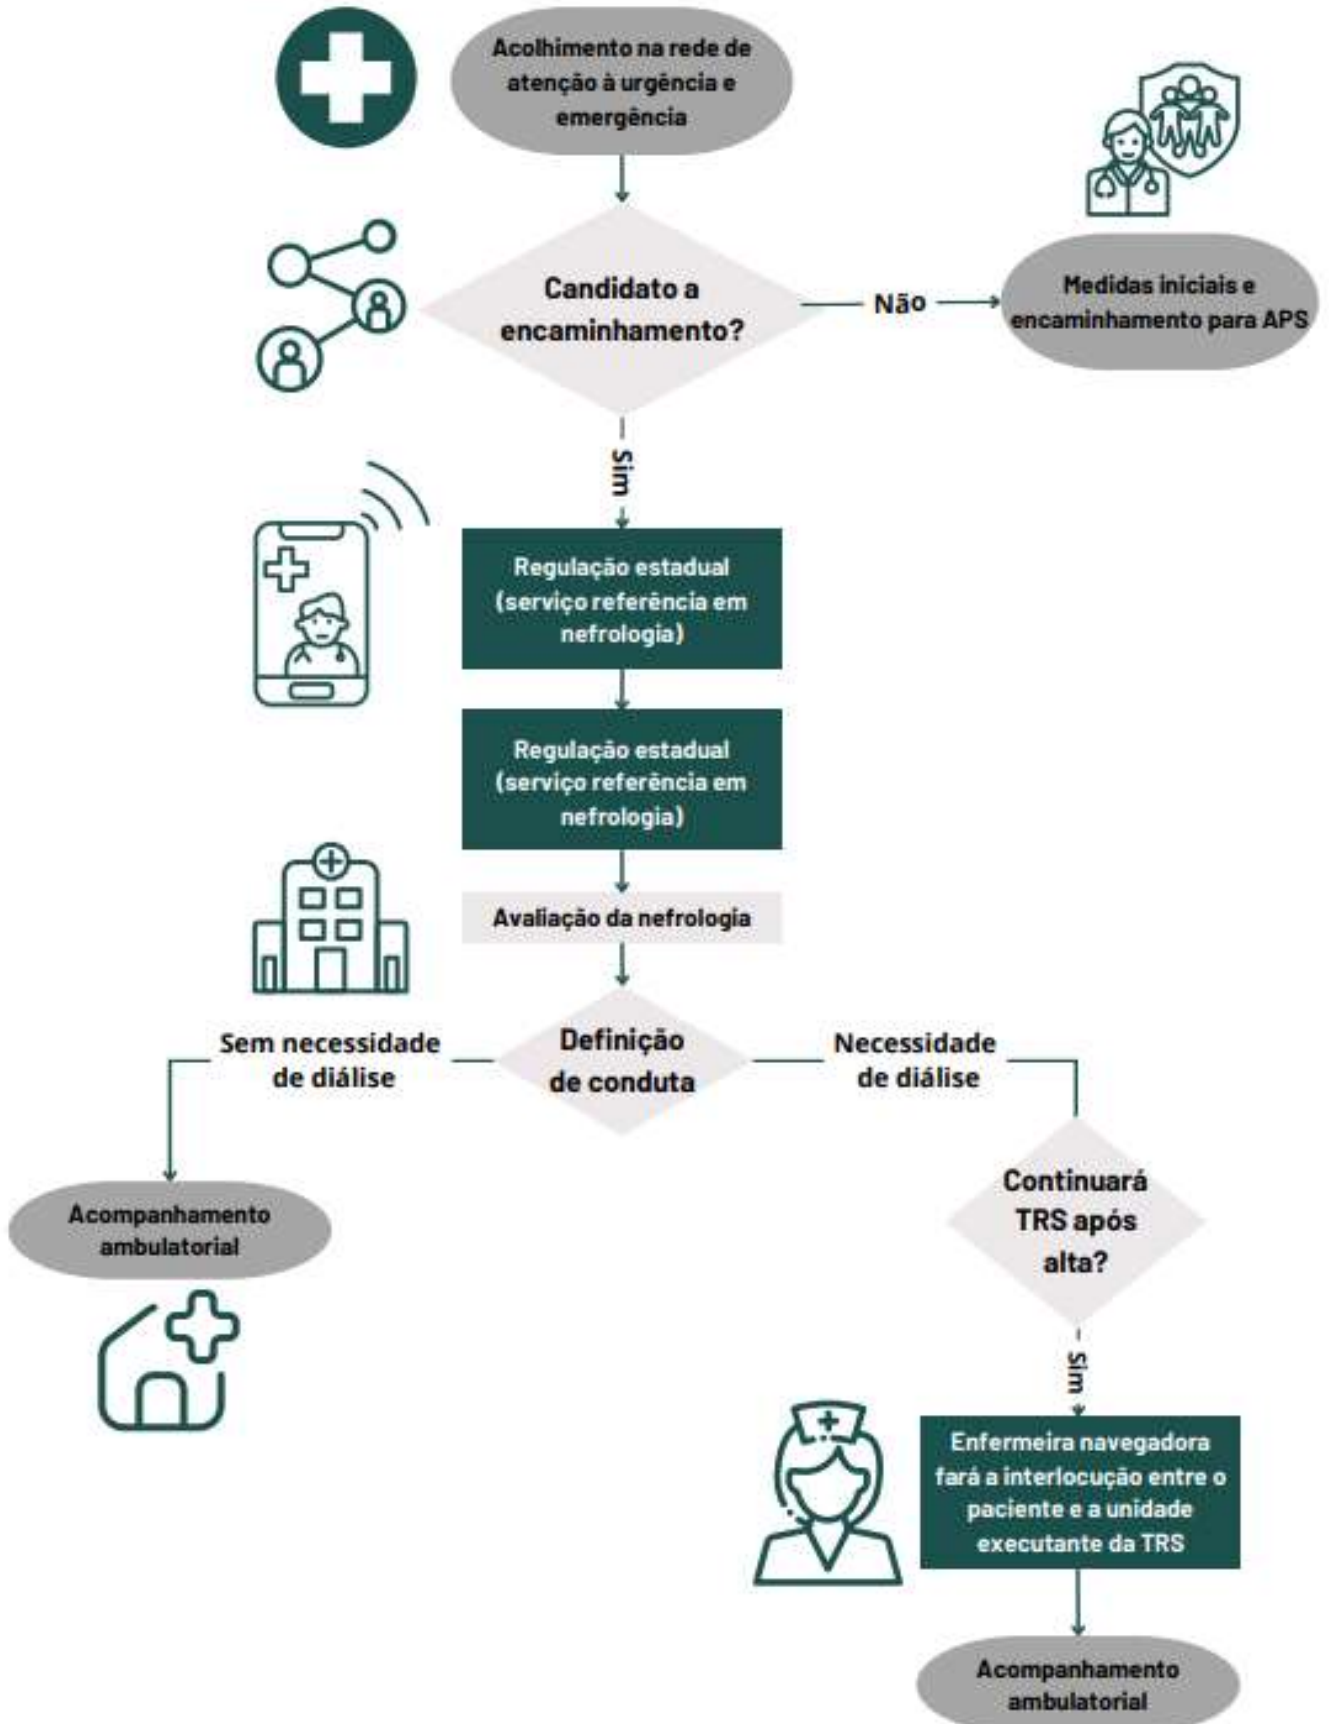 Acolhimento na rede de
atenção à urgência e
emergência
Candidato a
encaminhamento?
Não
Medidas iniciais e
encaminhamento para APS
Sim
Regulação estadual
(serviço referência em
nefrologia)
Regulação estadual
(serviço referência em
nefrologia)
Avaliação da nefrologia
Definição
de conduta
Sem necessidade
de diálise
Necessidade
de diálise
Acompanhamento
ambulatorial
Continuará
TRS após
alta?
Sim
Enfermeira navegadora
fará a interlocução entre o
paciente e a unidade
executante da TRS
Acompanhamento
ambulatorial